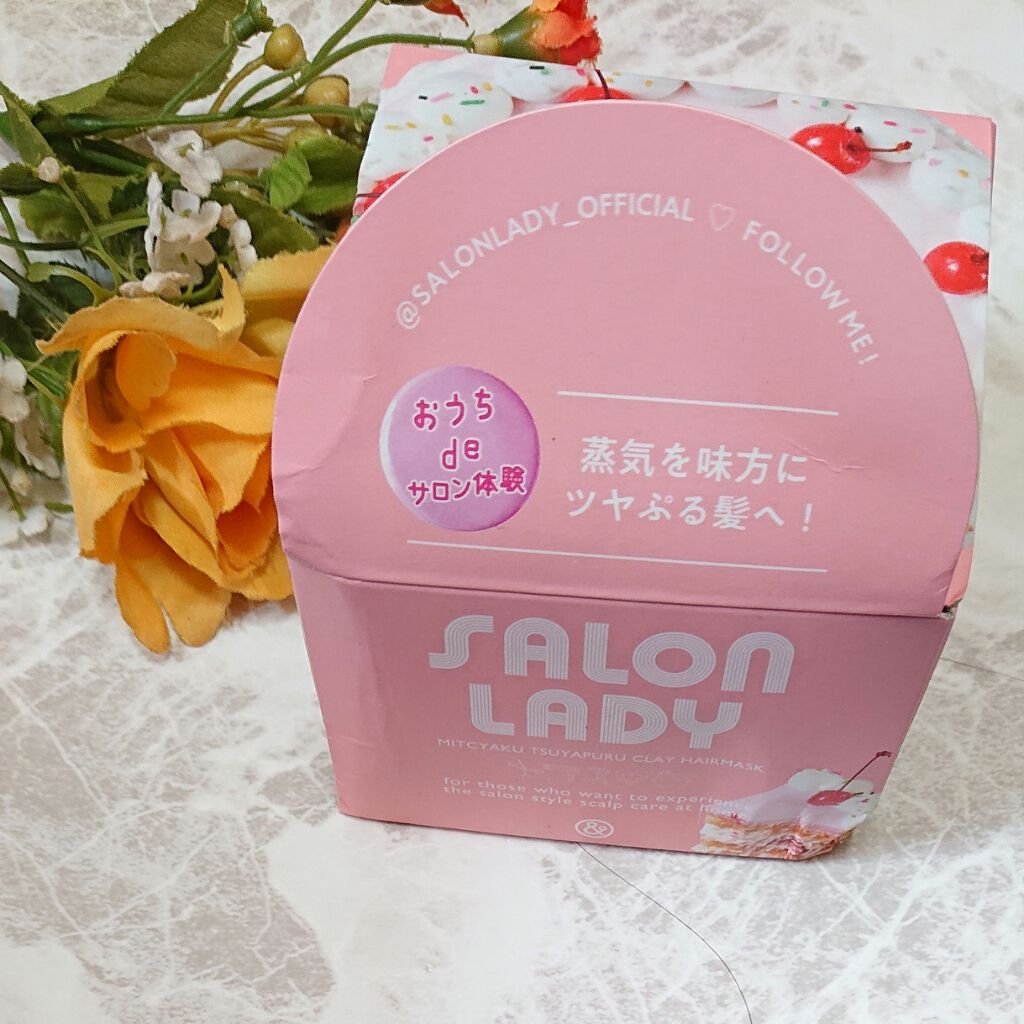 @SALONLADY_OFFICIAL ♡ FOLLOW ME!
おうち
de
サロン体験
蒸気を味方に
ツヤぷる髪へ！
SALON
LADY
MITCYAKU TSUYAPURU CLAY HAIRMASK
for those who want to experience
the salon style scalp care at home
&